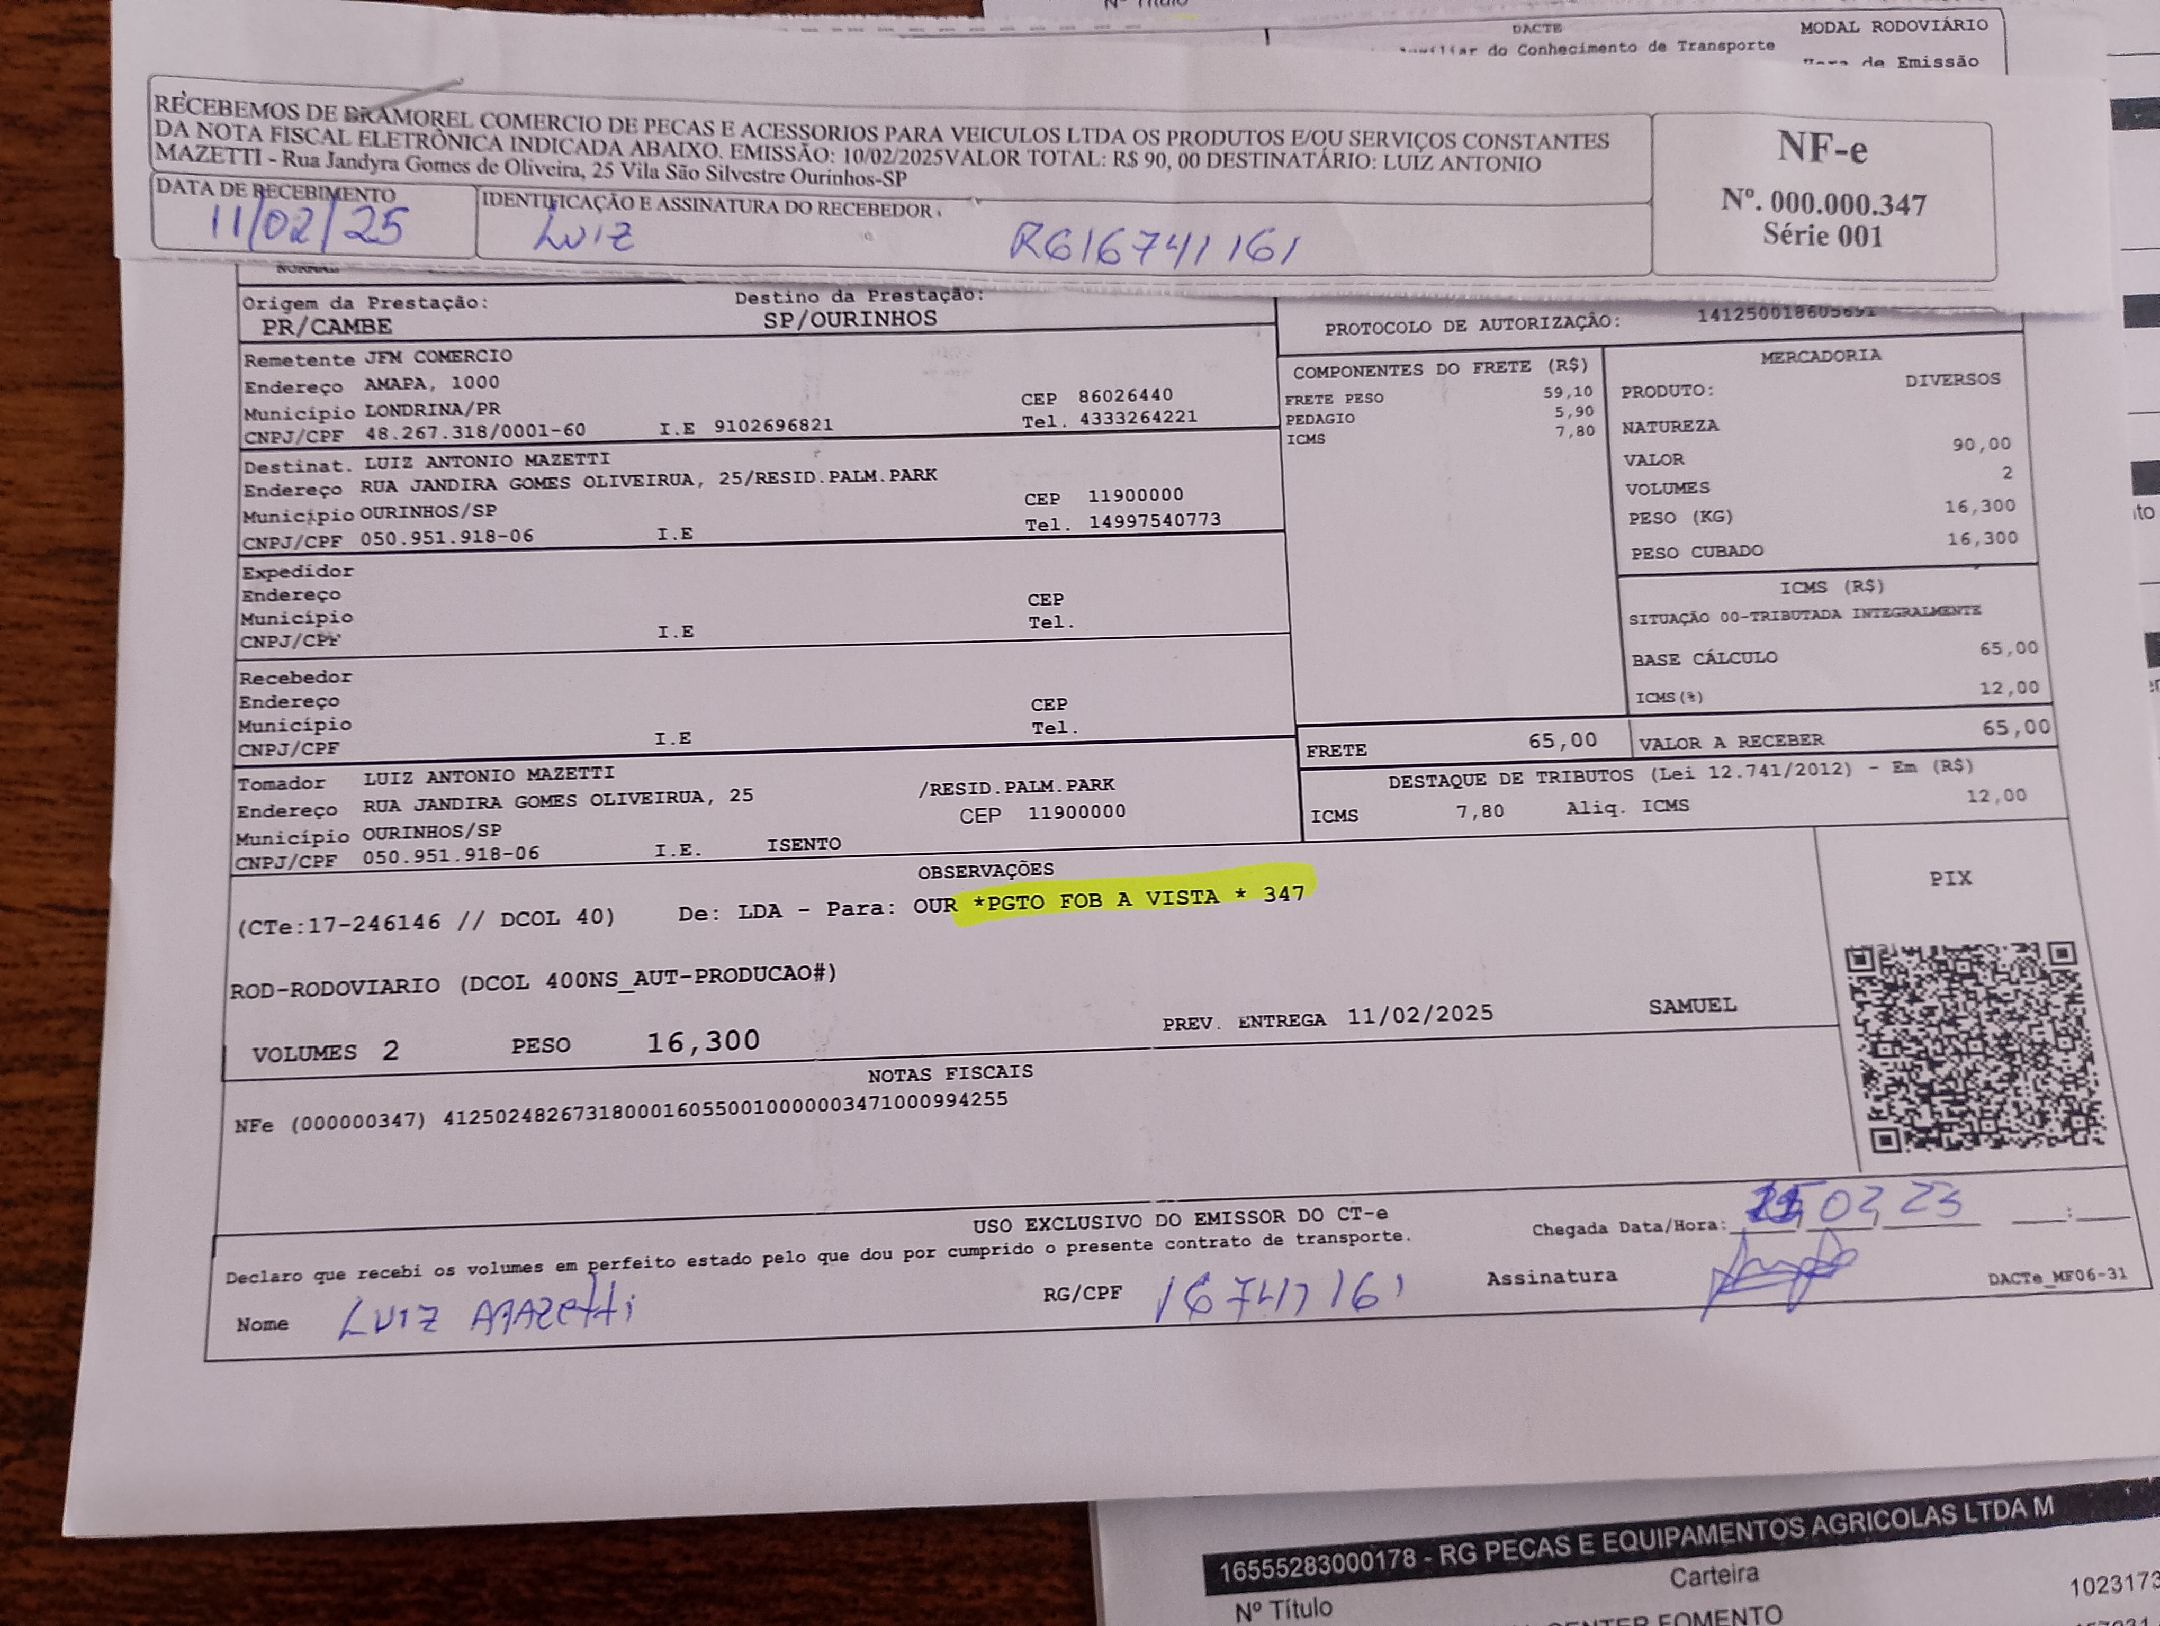 DACTE
MODAL RODOVIÁRIO
do Conhecimento de Transporte
de Emissão
RECEBEMOS DE BRAMOREL COMERCIO DE PECAS E ACESSORIOS PARA VEICULOS LTDA OS PRODUTOS E/OU SERVIÇOS CONSTANTES
DA NOTA FISCAL ELETRÔNICA INDICADA ABAIXO. EMISSÃO: 10/02/2025VALOR TOTAL: R$ 90, 00 DESTINATÁRIO: LUIZ ANTONIO
MAZETTI - Rua Jandyra Gomes de Oliveira, 25 Vila São Silvestre Ourinhos-SP
NF-e
Nº. 000.000.347
Série 001
DATA DE RECEBIMENTO
11/02/25
IDENTIFICAÇÃO E ASSINATURA DO RECEBEDOR
Luiz
RG16741161
Origem da Prestação:
PR/CAMBE
Destino da Prestação:
SP/OURINHOS
PROTOCOLO DE AUTORIZAÇÃO:
Remetente JFM COMERCIO
Endereço AMAPA, 1000
Município LONDRINA/PR
CEP 86026440
CNPJ/CPF 48.267.318/0001-60 I.E 9102696821
Tel. 4333264221
Destinat. LUIZ ANTONIO MAZETTI
Endereço RUA JANDIRA GOMES OLIVEIRUA, 25/RESID.PALM.PARK
Município OURINHOS/SP
CEP 11900000
CNPJ/CPF 050.951.918-06 I.E
Tel. 14997540773
Expedidor
Endereço
Município
CEP
CNPJ/CPF I.E
Tel.
Recebedor
Endereço
Município
CEP
CNPJ/CPF I.E
Tel.
Tomador LUIZ ANTONIO MAZETTI
Endereço RUA JANDIRA GOMES OLIVEIRUA, 25 /RESID.PALM.PARK
Município OURINHOS/SP CEP 11900000
CNPJ/CPF 050.951.918-06 I.E. ISENTO
COMPONENTES DO FRETE (R$)
FRETE PESO 59,10
PEDAGIO 5,90
ICMS 7,80
MERCADORIA
PRODUTO: DIVERSOS
NATUREZA
VALOR 90,00
VOLUMES 2
PESO (KG) 16,300
PESO CUBADO 16,300
ICMS (R$)
SITUAÇÃO 00-TRIBUTADA INTEGRALMENTE
BASE CÁLCULO 65,00
ICMS(%) 12,00
FRETE 65,00
VALOR A RECEBER 65,00
DESTAQUE DE TRIBUTOS (Lei 12.741/2012) - Em (R$)
ICMS 7,80 Aliq. ICMS 12,00
OBSERVAÇÕES
(CTe:17-246146 // DCOL 40) De: LDA - Para: OUR *PGTO FOB A VISTA * 347
PIX
ROD-RODOVIARIO (DCOL 400NS_AUT-PRODUCAO#)
VOLUMES 2 PESO 16,300 PREV. ENTREGA 11/02/2025 SAMUEL
NOTAS FISCAIS
NFe (000000347) 41250248267318000160550010000003471000994255
USO EXCLUSIVO DO EMISSOR DO CT-e
Declaro que recebi os volumes em perfeito estado pelo que dou por cumprido o presente contrato de transporte.
Chegada Data/Hora: 02 23 :
Nome Luiz Mazetti
RG/CPF 16741161
Assinatura
DACTe_MF06-31
16555283000178 - RG PECAS E EQUIPAMENTOS AGRICOLAS LTDA M
Carteira
Nº Título
1023173
FOMENTO